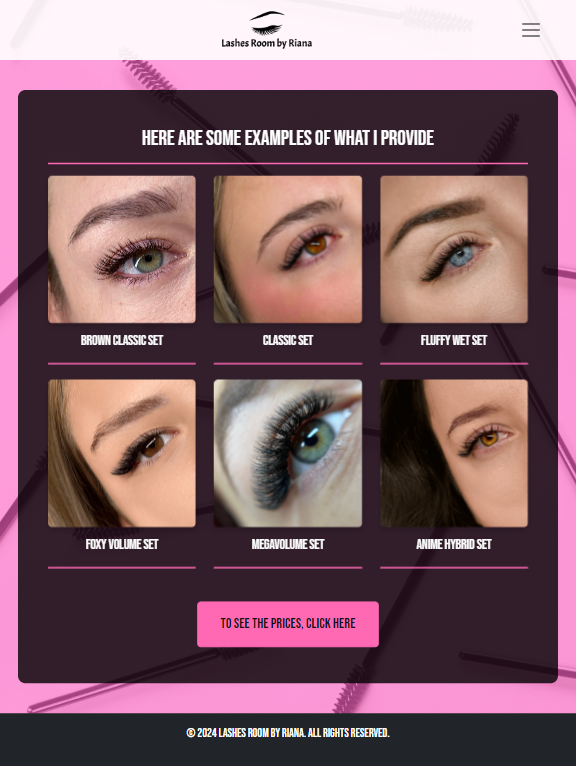 Lashes Room by Riana
HERE ARE SOME EXAMPLES OF WHAT I PROVIDE
BROWN CLASSIC SET
CLASSIC SET
FLUFFY WET SET
FOXY VOLUME SET
MEGAVOLUME SET
ANIME HYBRID SET
TO SEE THE PRICES, CLICK HERE
© 2024 LASHES ROOM BY RIANA. ALL RIGHTS RESERVED.